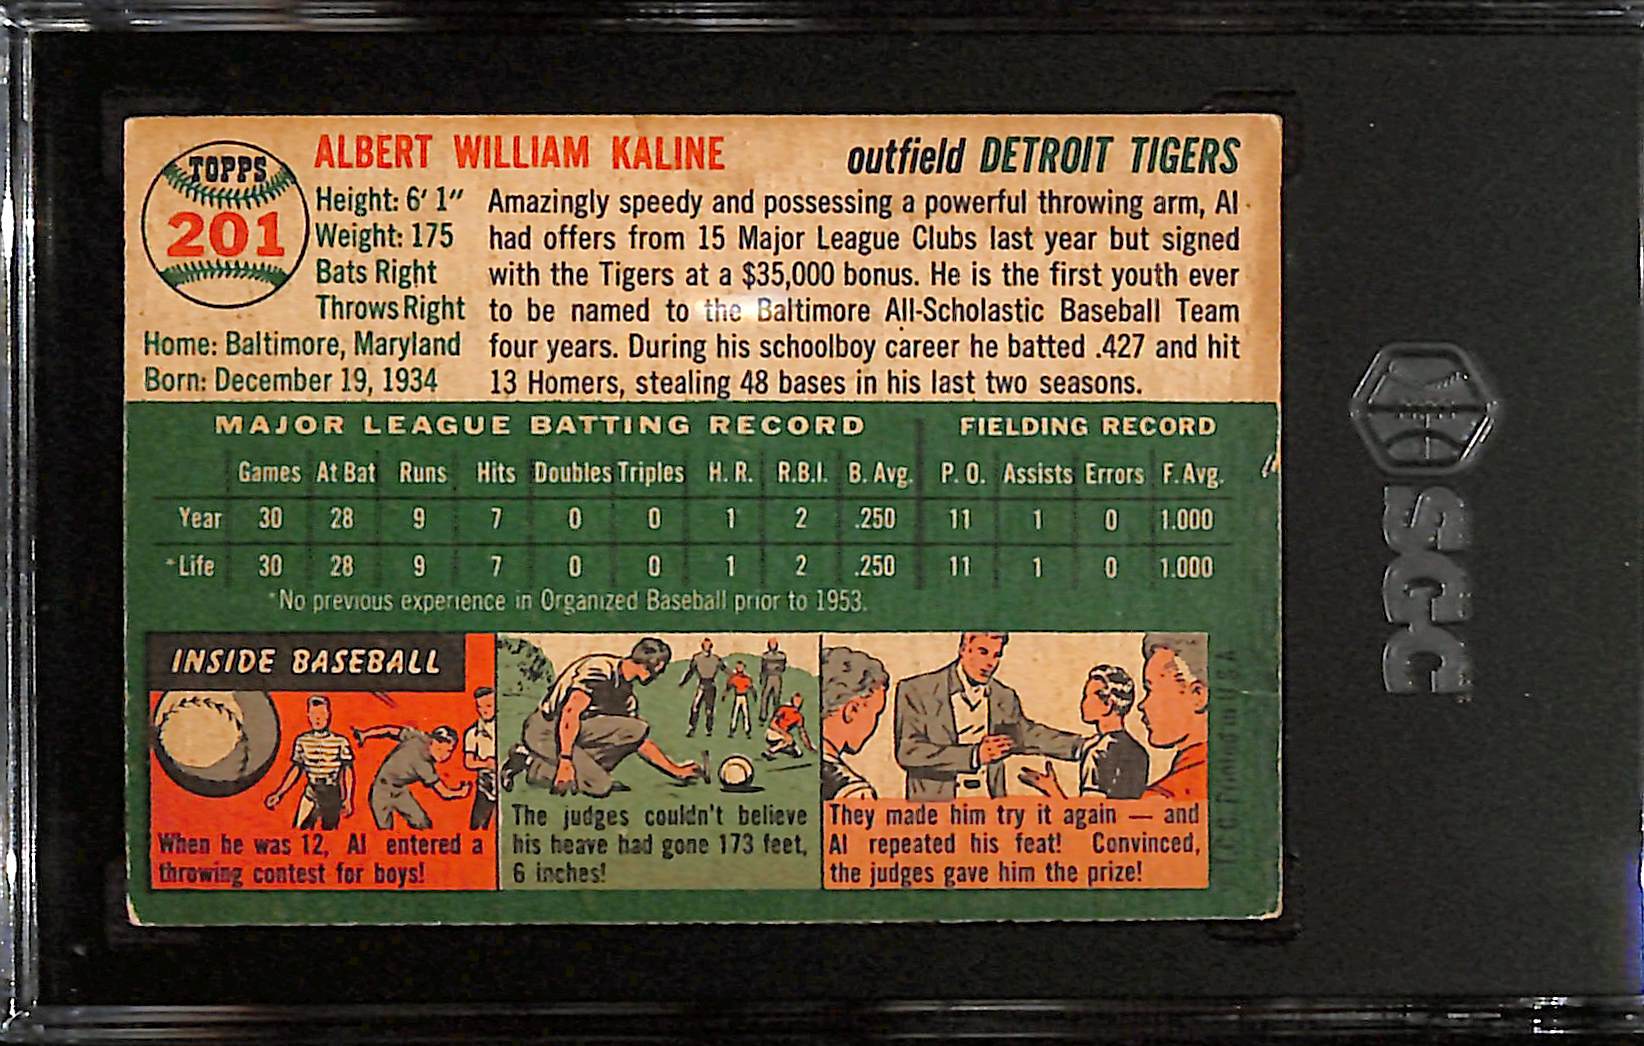 TOPPS
201
ALBERT WILLIAM KALINE
outfield DETROIT TIGERS
Height: 6' 1"
Weight: 175
Bats Right
Throws Right
Home: Baltimore, Maryland
Born: December 19, 1934
Amazingly speedy and possessing a powerful throwing arm, Al
had offers from 15 Major League Clubs last year but signed
with the Tigers at a $35,000 bonus. He is the first youth ever
to be named to the Baltimore All-Scholastic Baseball Team
four years. During his schoolboy career he batted .427 and hit
13 Homers, stealing 48 bases in his last two seasons.
MAJOR LEAGUE BATTING RECORD FIELDING RECORD
Games At Bat Runs Hits Doubles Triples H. R. R.B.I. B. Avg. P. O. Assists Errors F. Avg.
Year 30 28 9 7 0 0 1 2 .250 11 1 0 1.000
*Life 30 28 9 7 0 0 1 2 .250 11 1 0 1.000
*No previous experience in Organized Baseball prior to 1953.
INSIDE BASEBALL
When he was 12, Al entered a
throwing contest for boys!
The judges couldn't believe
his heave had gone 173 feet,
6 inches!
They made him try it again — and
Al repeated his feat! Convinced,
the judges gave him the prize!
SGC